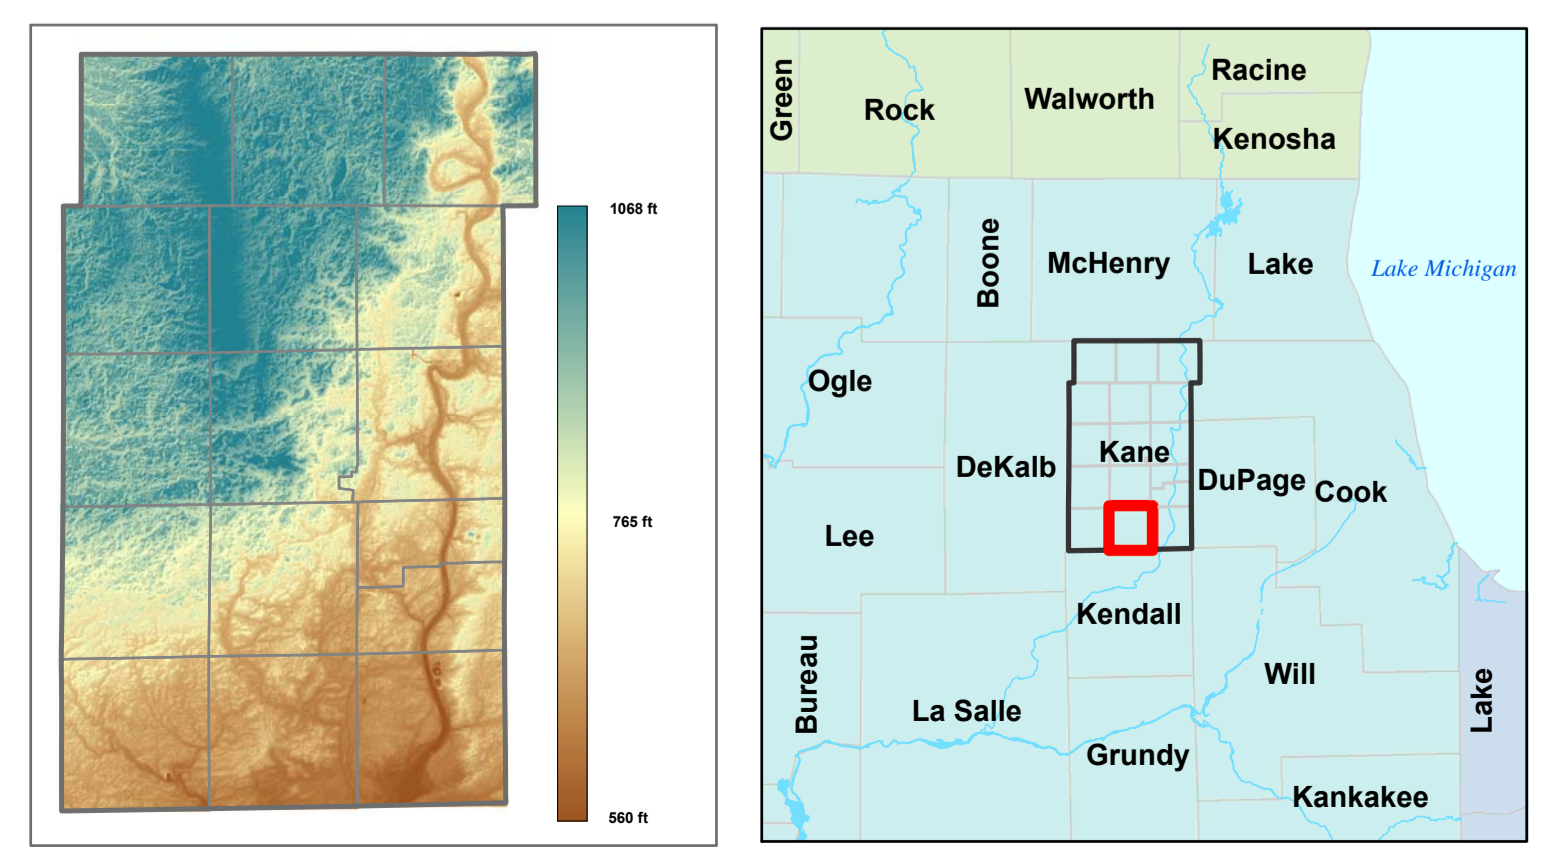 1068 ft
765 ft
560 ft
Green
Rock
Walworth
Racine
Kenosha
Boone
McHenry
Lake
Lake Michigan
Ogle
DeKalb
Kane
DuPage
Cook
Lee
Kendall
Bureau
La Salle
Will
Lake
Grundy
Kankakee